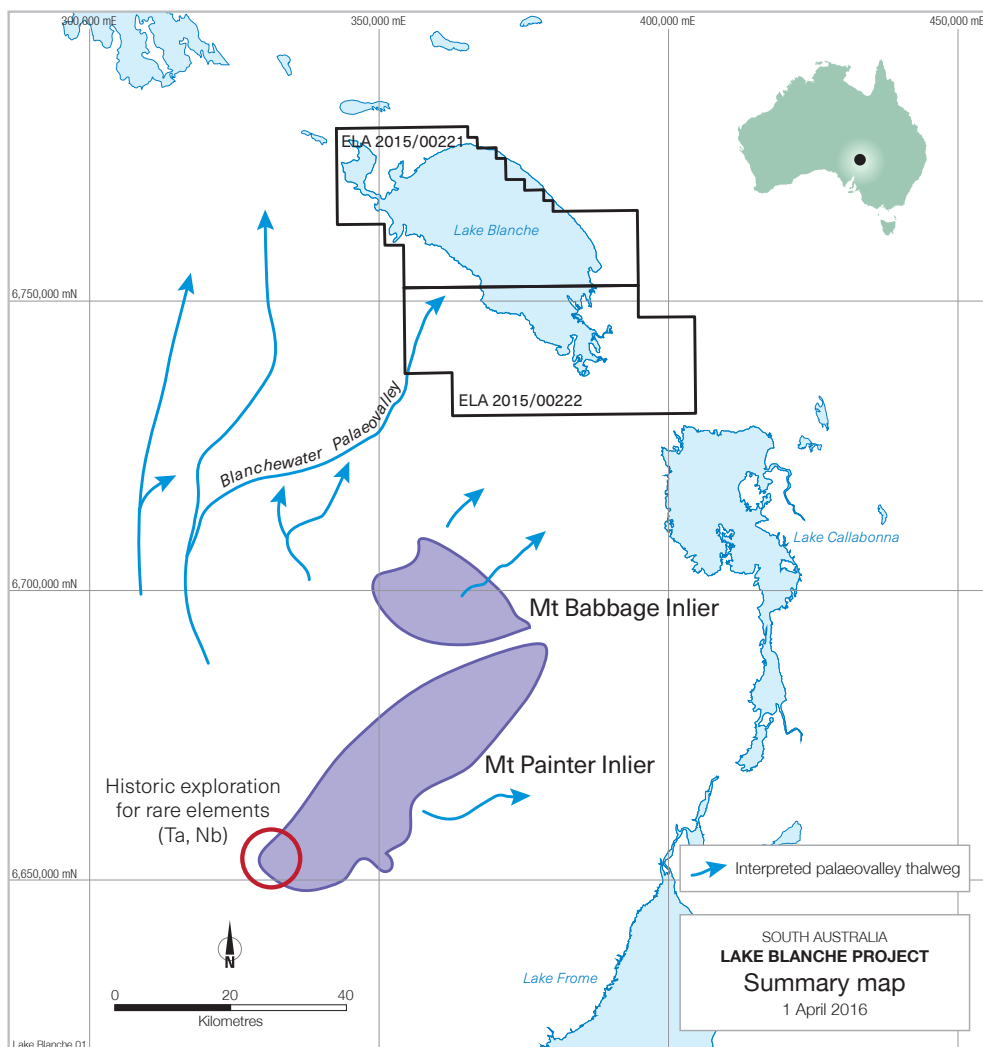 300,000 mE
350,000 mE
400,000 mE
450,000 mE
ELA 2015/00221
Lake Blanche
6,750,000 mN
ELA 2015/00222
Blanchewater Palaeovalley
Lake Callabonna
6,700,000 mN
Mt Babbage Inlier
Mt Painter Inlier
Historic exploration
for rare elements
(Ta, Nb)
6,650,000 mN
Interpreted palaeovalley thalweg
N
0 20 40
Kilometres
Lake Frome
SOUTH AUSTRALIA
LAKE BLANCHE PROJECT
Summary map
1 April 2016
Lake Blanche 01